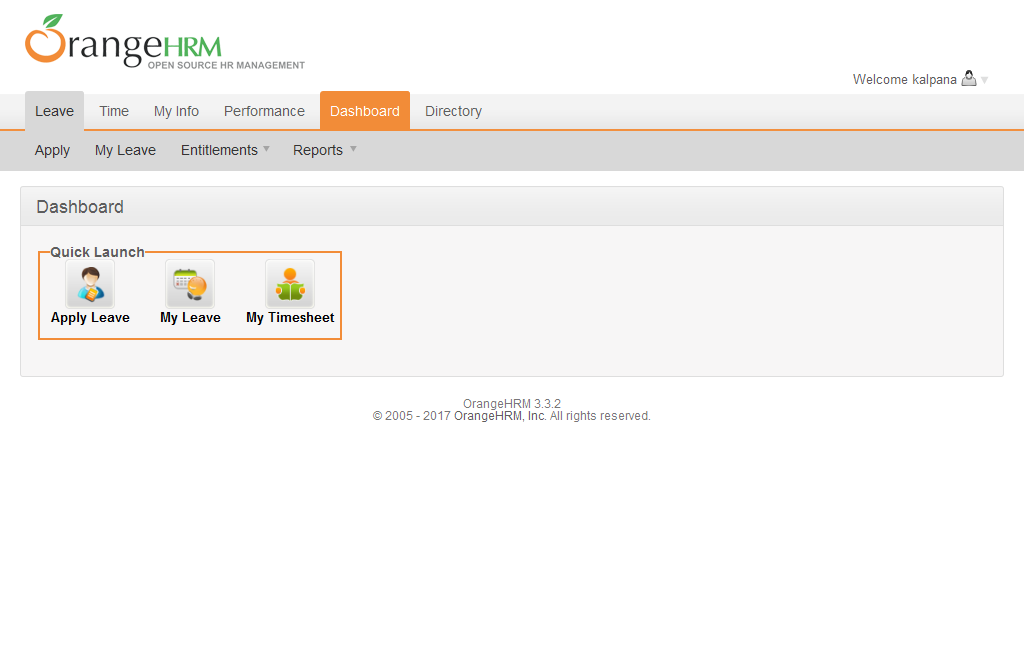 OrangeHRM
OPEN SOURCE HR MANAGEMENT
Welcome kalpana
Leave Time My Info Performance Dashboard Directory
Apply My Leave Entitlements Reports
Dashboard
Quick Launch
Apply Leave My Leave My Timesheet
OrangeHRM 3.3.2
© 2005 - 2017 OrangeHRM, Inc. All rights reserved.